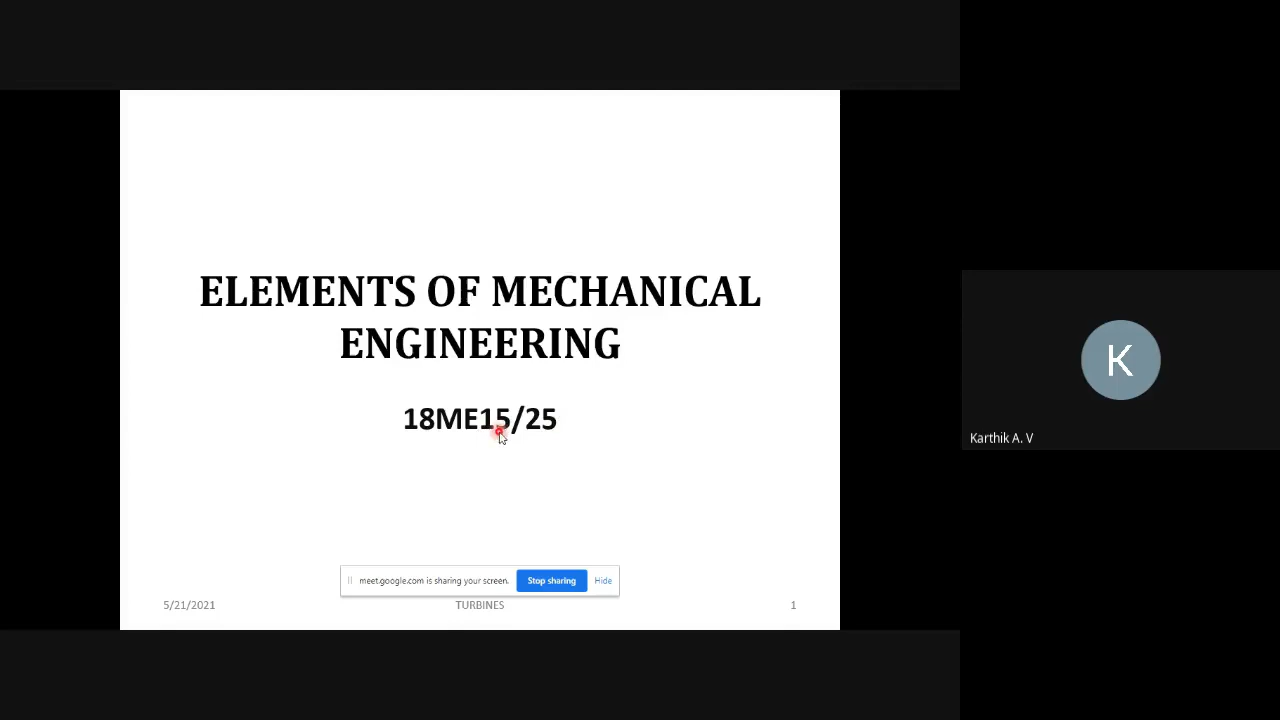 ELEMENTS OF MECHANICAL
ENGINEERING
18ME15/25
meet.google.com is sharing your screen. Stop sharing Hide
5/21/2021 TURBINES 1
K
Karthik A. V